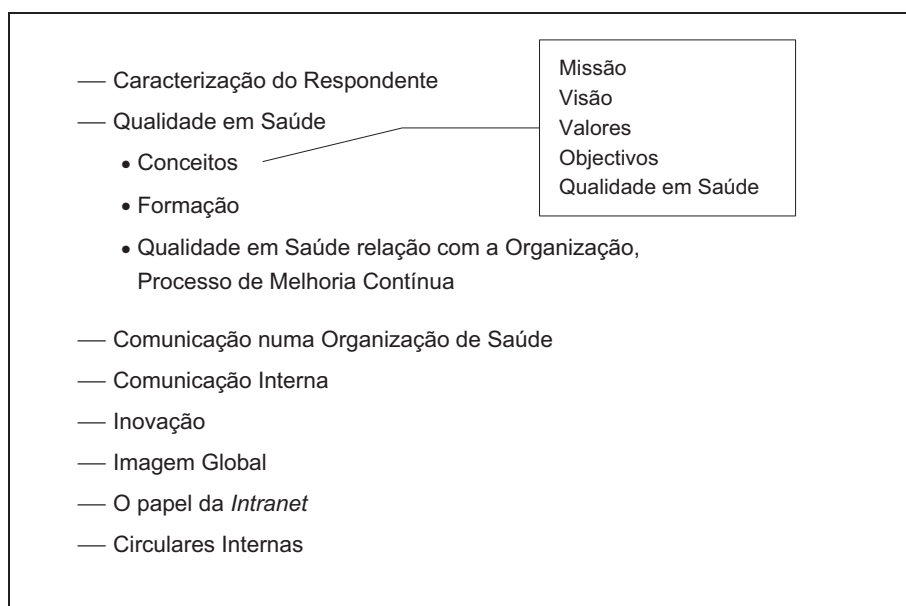 — Caracterização do Respondente
— Qualidade em Saúde
• Conceitos
Missão
Visão
Valores
Objectivos
Qualidade em Saúde
• Formação
• Qualidade em Saúde relação com a Organização,
Processo de Melhoria Contínua
— Comunicação numa Organização de Saúde
— Comunicação Interna
— Inovação
— Imagem Global
— O papel da Intranet
— Circulares Internas